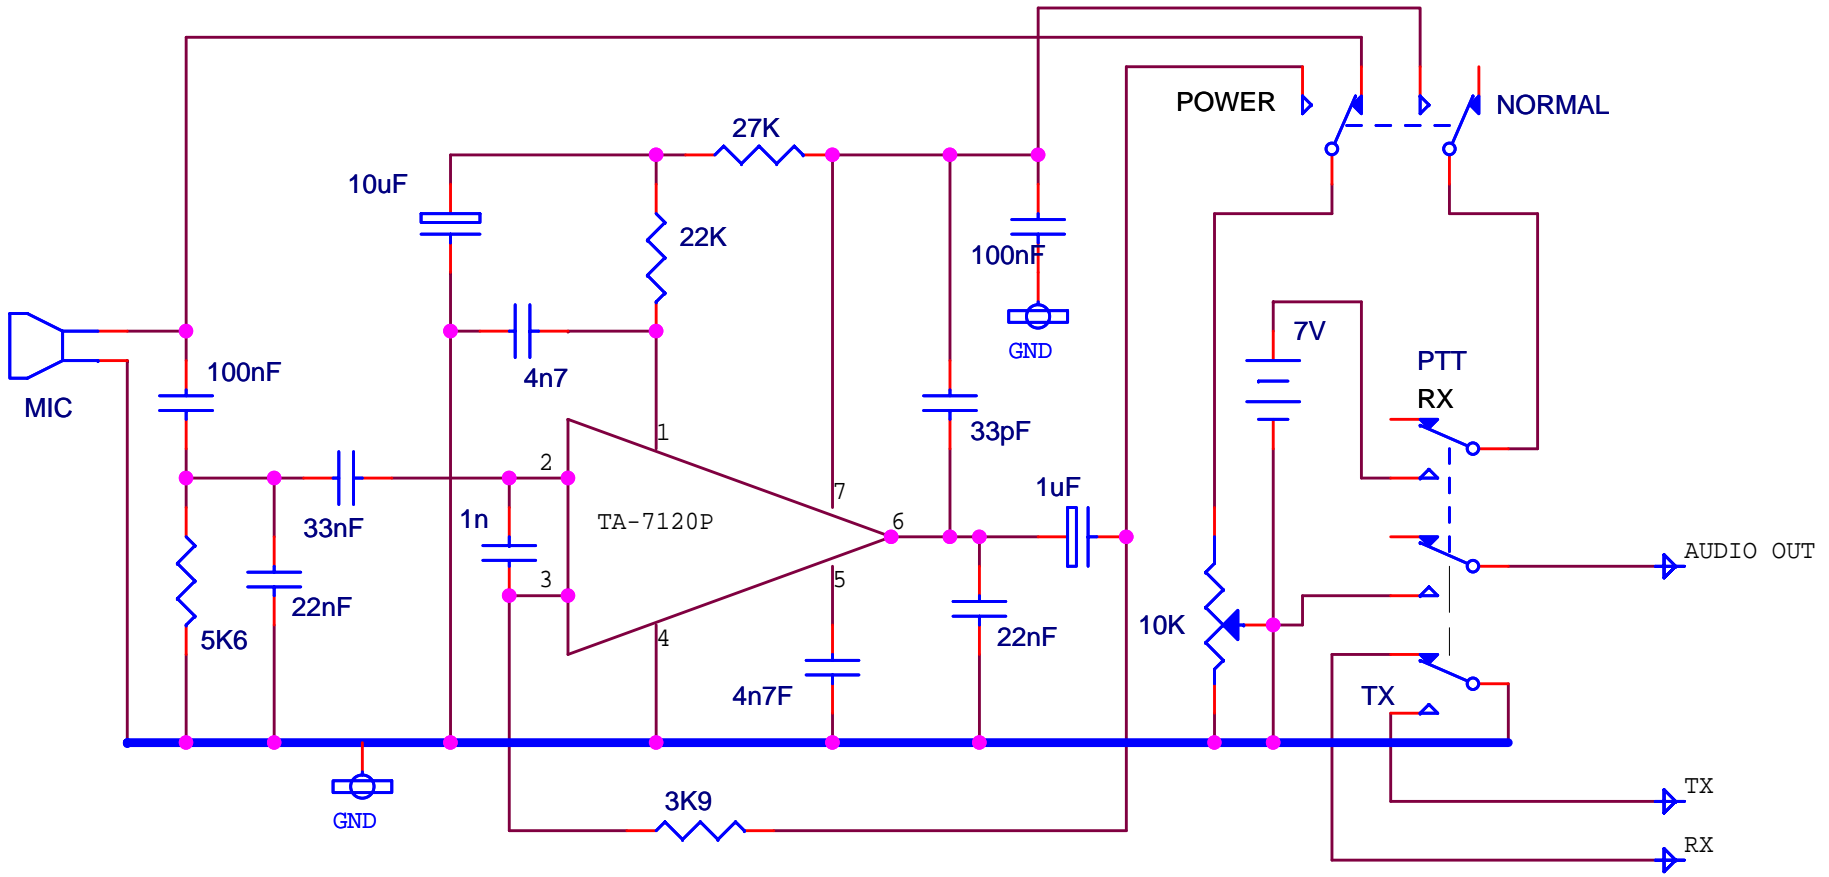 POWER
NORMAL
27K
10uF
22K
100nF
GND
7V
PTT
RX
100nF
4n7
MIC
33pF
1
2
7
1uF
33nF
1n
TA-7120P
6
AUDIO OUT
3
5
22nF
5K6
4
10K
22nF
4n7F
TX
GND
3K9
TX
RX